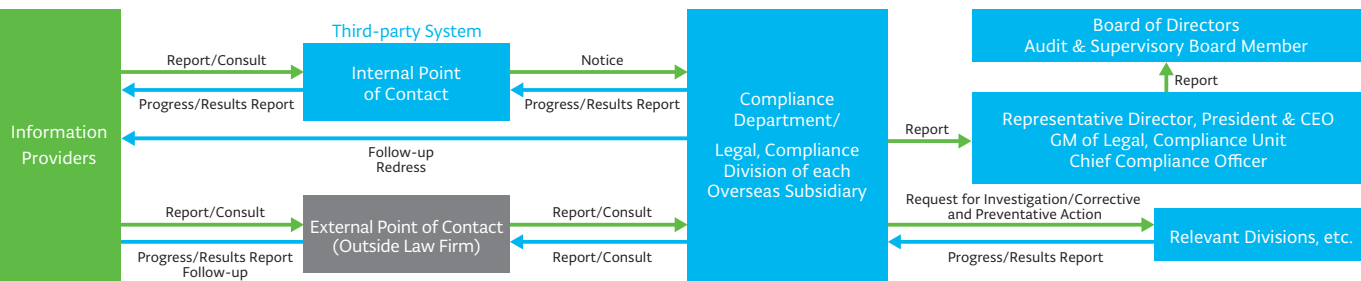 Information
Providers
Report/Consult
Progress/Results Report
Third-party System
Internal Point
of Contact
Notice
Progress/Results Report
Follow-up
Redress
Report/Consult
Progress/Results Report
Follow-up
External Point of Contact
(Outside Law Firm)
Report/Consult
Report/Consult
Compliance
Department/
Legal, Compliance
Division of each
Overseas Subsidiary
Report
Board of Directors
Audit & Supervisory Board Member
Report
Representative Director, President & CEO
GM of Legal, Compliance Unit
Chief Compliance Officer
Request for Investigation/Corrective
and Preventative Action
Progress/Results Report
Relevant Divisions, etc.